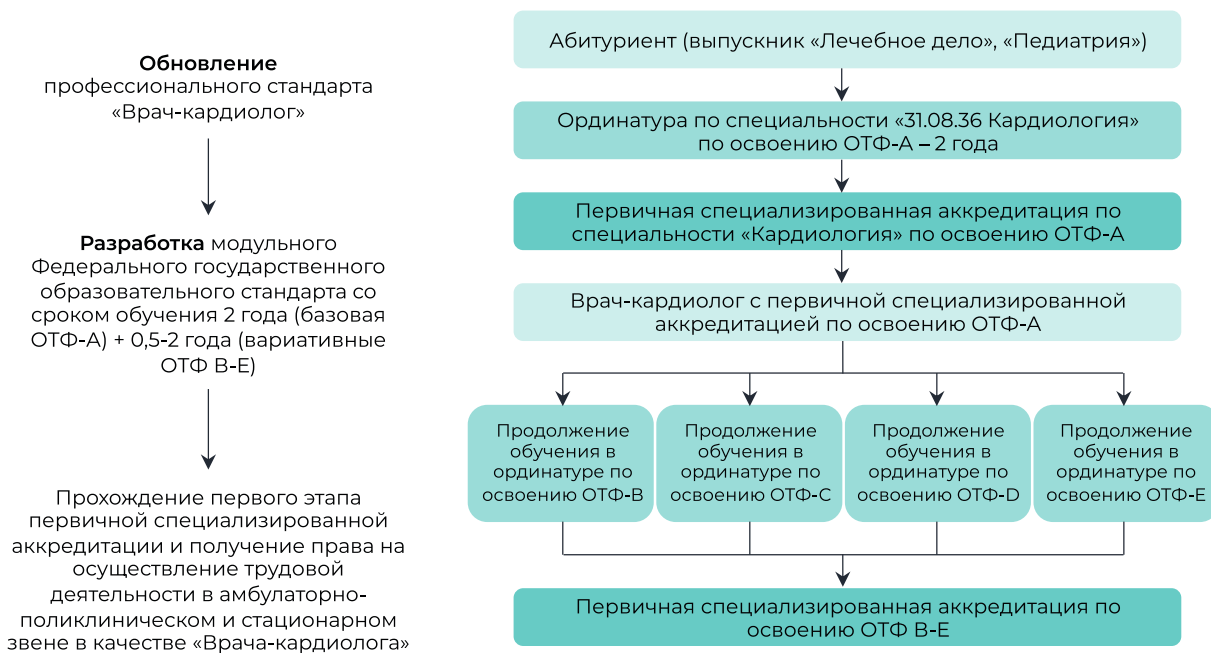 Обновление
профессионального стандарта
«Врач-кардиолог»
Разработка модульного
Федерального государственного
образовательного стандарта со
сроком обучения 2 года (базовая
ОТФ-А) + 0,5-2 года (вариативные
ОТФ В-Е)
Прохождение первого этапа
первичной специализированной
аккредитации и получение права на
осуществление трудовой
деятельности в амбулаторно-
поликлиническом и стационарном
звене в качестве «Врача-кардиолога»
Абитуриент (выпускник «Лечебное дело», «Педиатрия»)
Ординатура по специальности «31.08.36 Кардиология»
по освоению ОТФ-А – 2 года
Первичная специализированная аккредитация по
специальности «Кардиология» по освоению ОТФ-А
Врач-кардиолог с первичной специализированной
аккредитацией по освоению ОТФ-А
Продолжение
обучения в
ординатуре по
освоению ОТФ-В
Продолжение
обучения в
ординатуре по
освоению ОТФ-С
Продолжение
обучения в
ординатуре по
освоению ОТФ-D
Продолжение
обучения в
ординатуре по
освоению ОТФ-Е
Первичная специализированная аккредитация по
освоению ОТФ В-Е